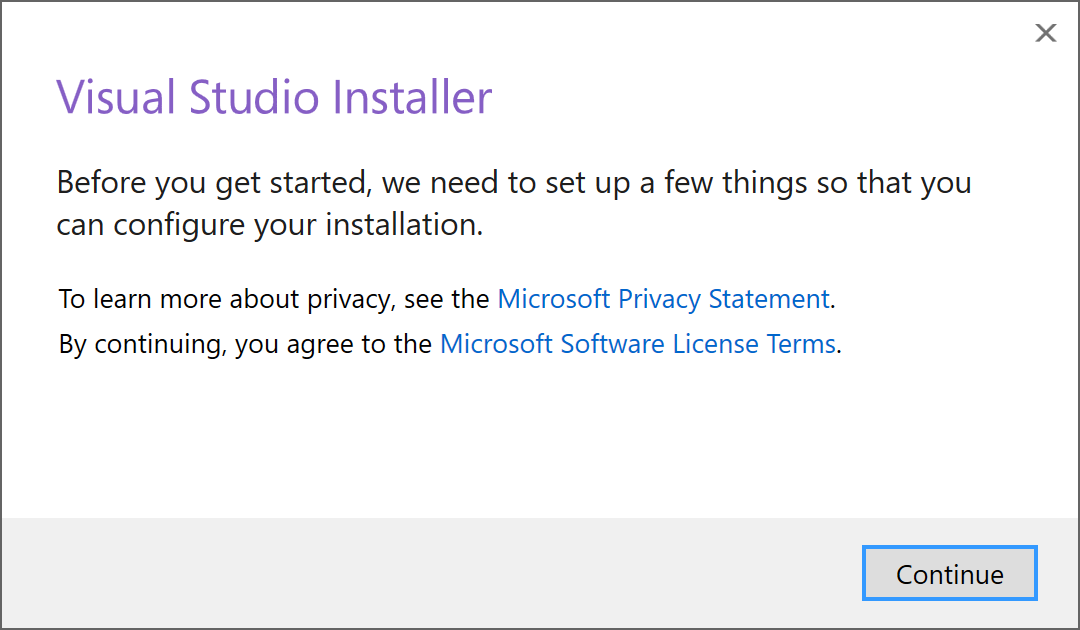 Visual Studio Installer
Before you get started, we need to set up a few things so that you
can configure your installation.
To learn more about privacy, see the Microsoft Privacy Statement.
By continuing, you agree to the Microsoft Software License Terms.
Continue